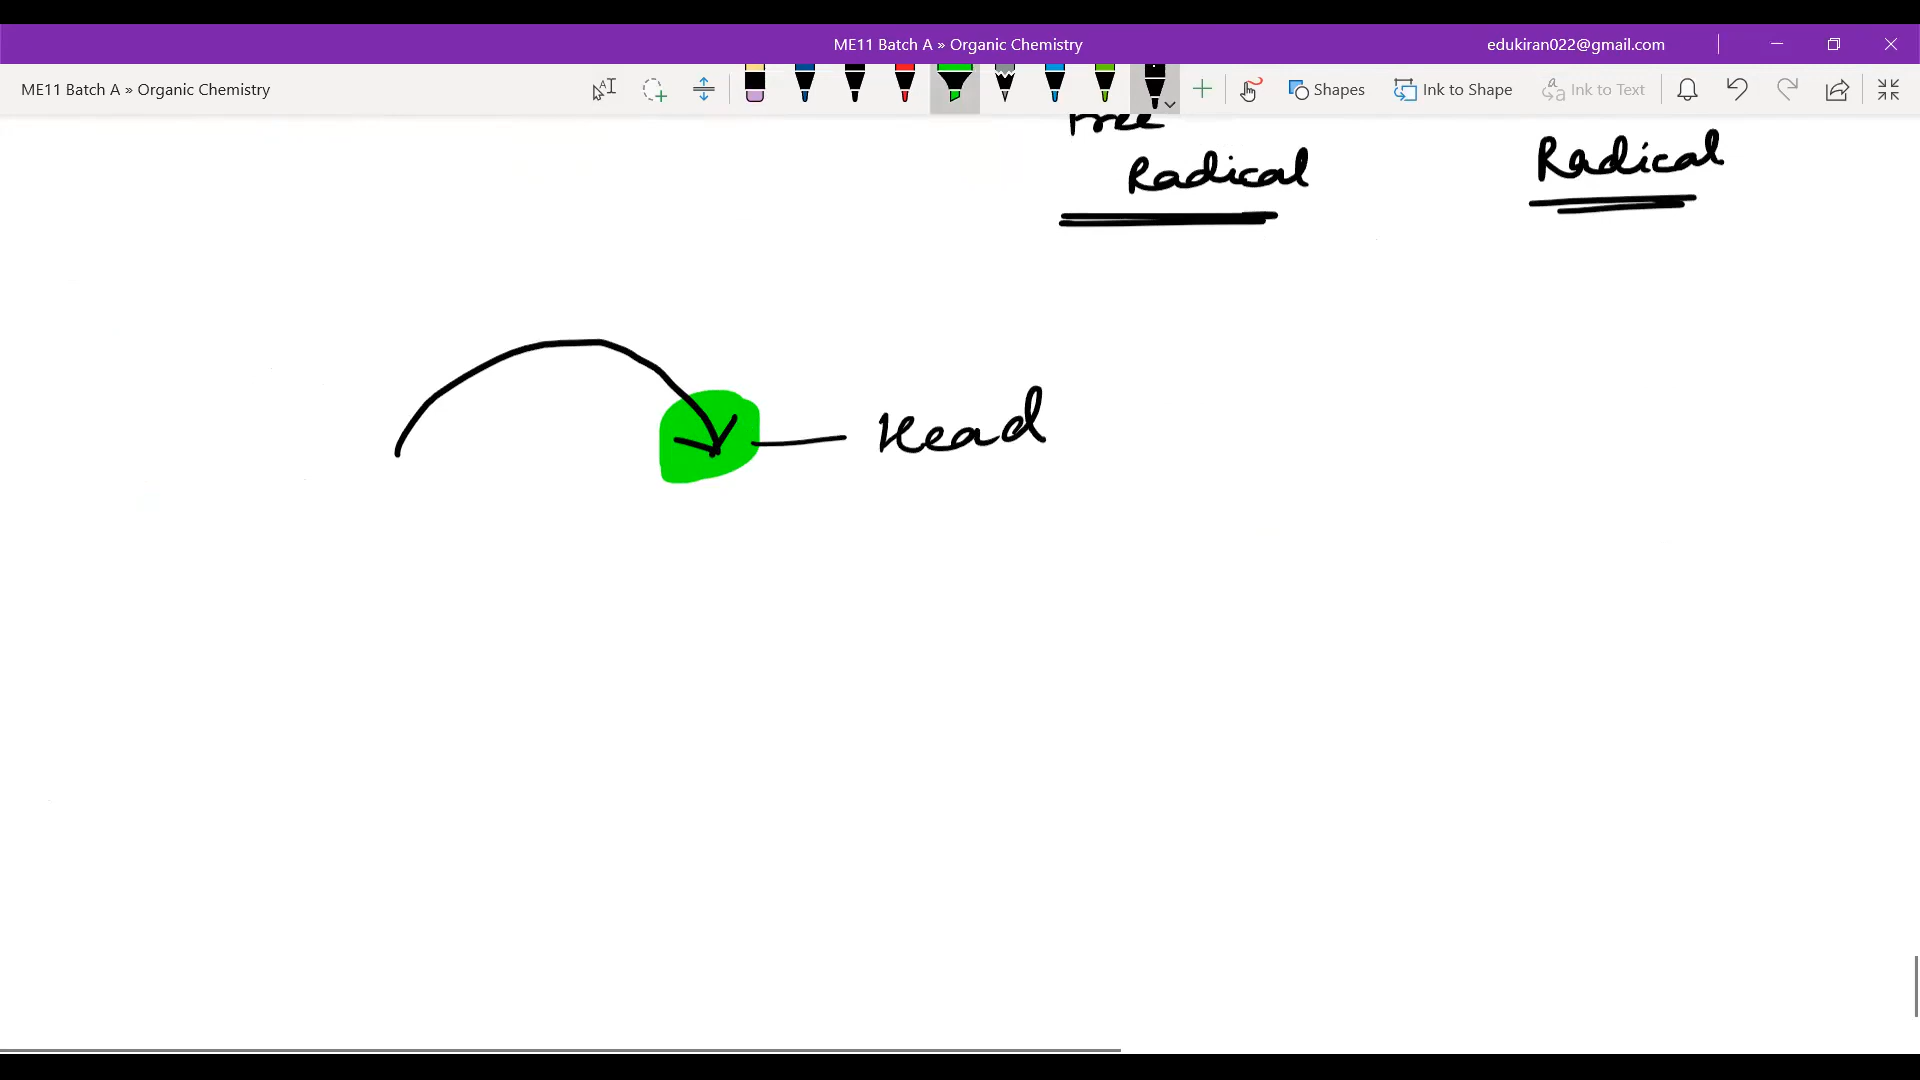 ME11 Batch A » Organic Chemistry
edukiran022@gmail.com
ME11 Batch A » Organic Chemistry
Shapes
Ink to Shape
Ink to Text
Free
Radical
Radical
Head